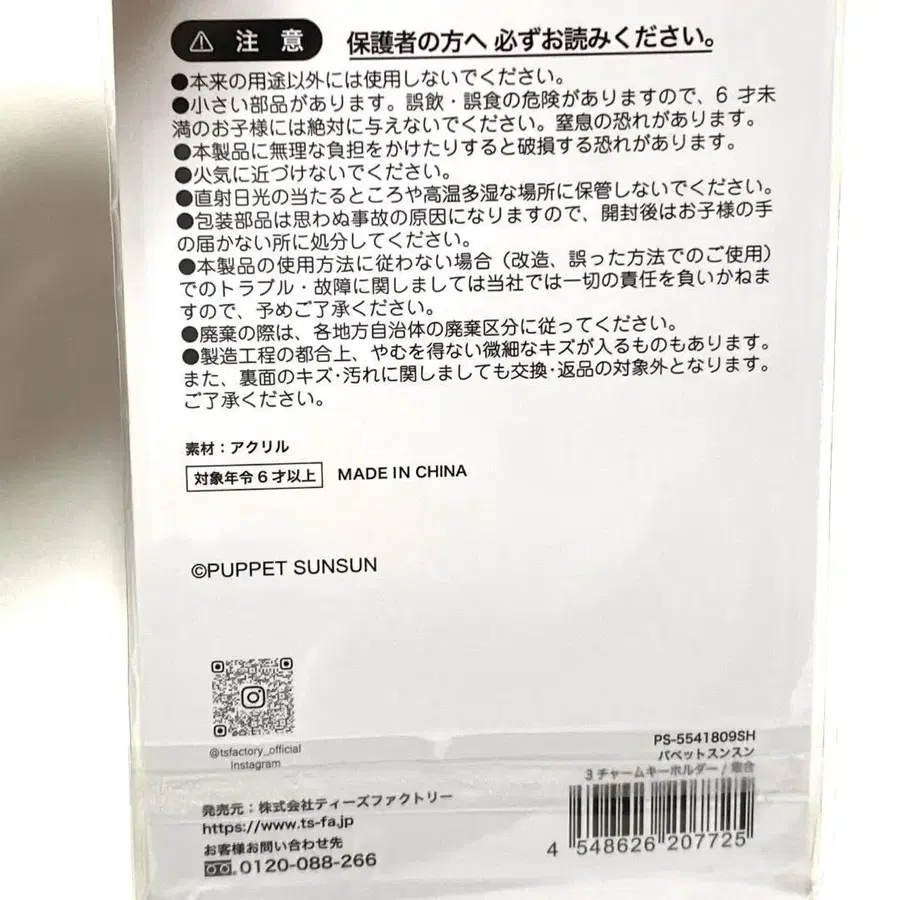 ⚠ 注意 保護者の方へ 必ずお読みください。
●本来の用途以外には使用しないでください。
●小さい部品があります。誤飲・誤食の危険がありますので、6 才未
満のお子様には絶対に与えないでください。窒息の恐れがあります。
●本製品に無理な負担をかけたりすると破損する恐れがあります。
●火気に近づけないでください。
●直射日光の当たるところや高温多湿な場所に保管しないでください。
●包装部品は思わぬ事故の原因になりますので、開封後はお子様の手
の届かない所に処分してください。
●本製品の使用方法に従わない場合（改造、誤った方法でのご使用）
でのトラブル・故障に関しましては当社では一切の責任を負いかねま
すので、予めご了承ください。
●廃棄の際は、各地方自治体の廃棄区分に従ってください。
●製造工程の都合上、やむを得ない微細なキズが入るものもあります。
また、裏面のキズ・汚れに関しましても交換・返品の対象外となります。
ご了承ください。
素材：アクリル
対象年令6才以上 MADE IN CHINA
©PUPPET SUNSUN
@tsfactory_official
Instagram
PS-5541809SH
パペットスンスン
3チャームキーホルダー / 集合
発売元：株式会社ティーズファクトリー
https://www.ts-fa.jp
お客様お問い合わせ先
0120-088-266
4 548626 207725